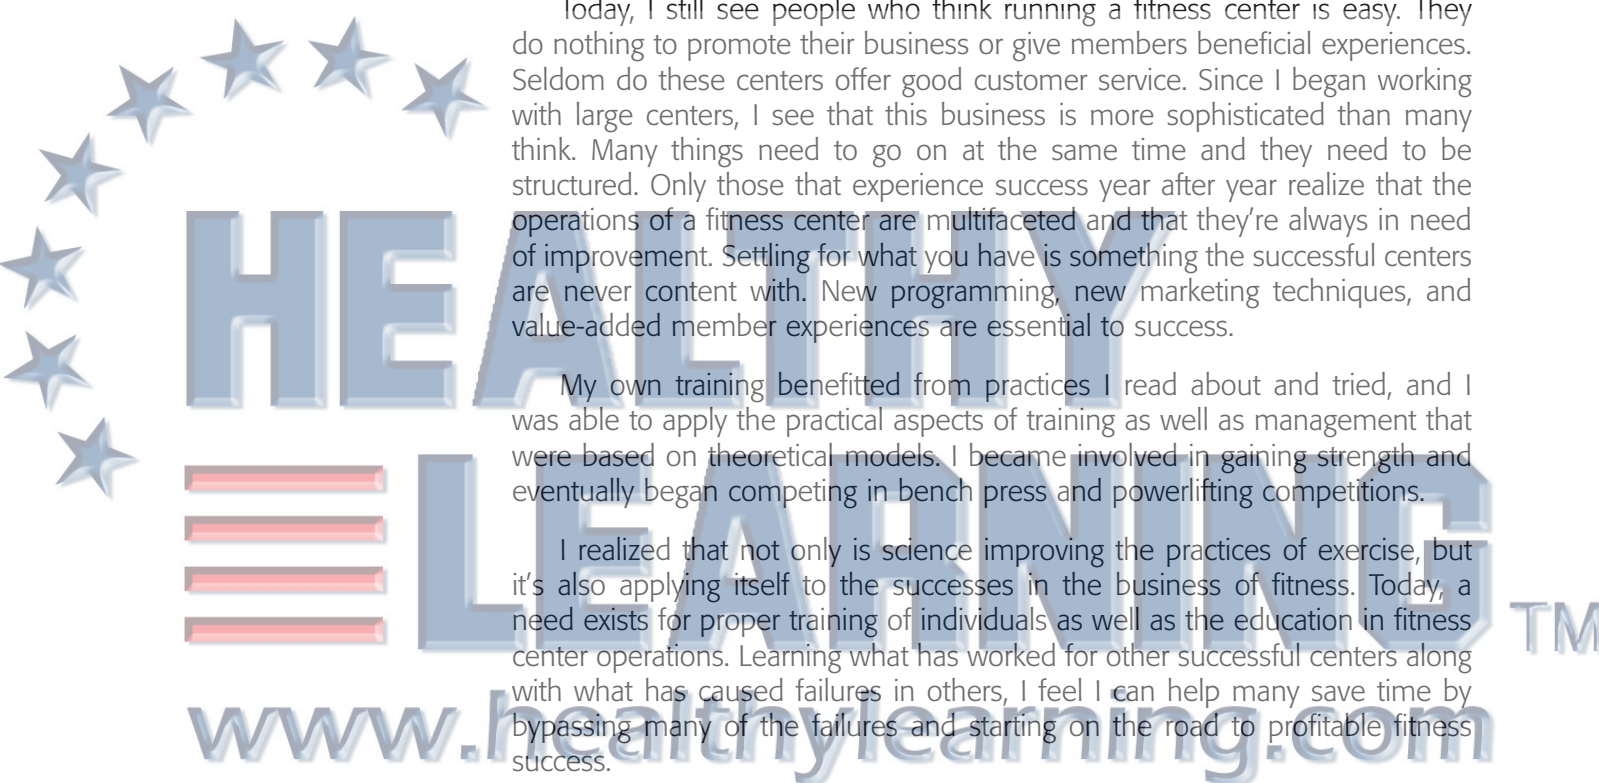 Today, I still see people who think running a fitness center is easy. They
do nothing to promote their business or give members beneficial experiences.
Seldom do these centers offer good customer service. Since I began working
with large centers, I see that this business is more sophisticated than many
think. Many things need to go on at the same time and they need to be
structured. Only those that experience success year after year realize that the
operations of a fitness center are multifaceted and that they're always in need
of improvement. Settling for what you have is something the successful centers
are never content with. New programming, new marketing techniques, and
value-added member experiences are essential to success.
My own training benefitted from practices I read about and tried, and I
was able to apply the practical aspects of training as well as management that
were based on theoretical models. I became involved in gaining strength and
eventually began competing in bench press and powerlifting competitions.
I realized that not only is science improving the practices of exercise, but
it's also applying itself to the successes in the business of fitness. Today, a
need exists for proper training of individuals as well as the education in fitness
center operations. Learning what has worked for other successful centers along
with what has caused failures in others, I feel I can help many save time by
bypassing many of the failures and starting on the road to profitable fitness
success.
HEALTHY
LEARNING
TM
www.healthylearning.com